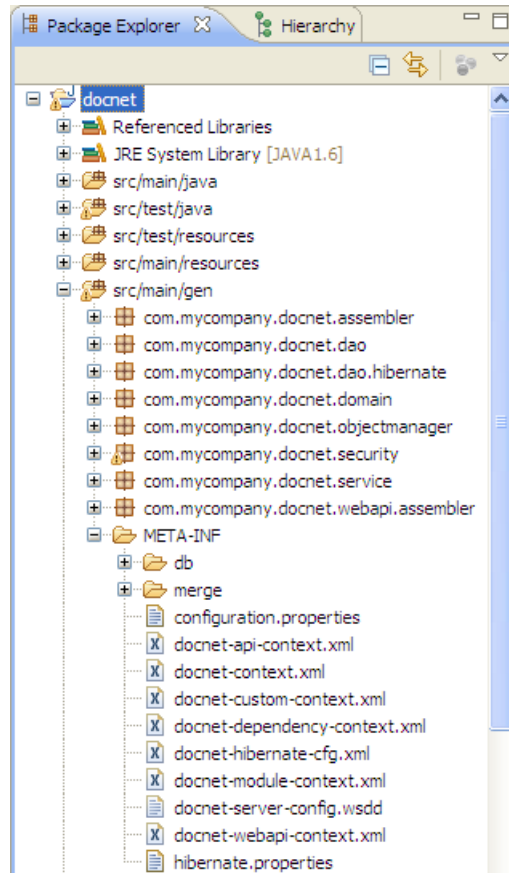 Package Explorer Hierarchy
docnet
Referenced Libraries
JRE System Library [JAVA1.6]
src/main/java
src/test/java
src/test/resources
src/main/resources
src/main/gen
com.mycompany.docnet.assembler
com.mycompany.docnet.dao
com.mycompany.docnet.dao.hibernate
com.mycompany.docnet.domain
com.mycompany.docnet.objectmanager
com.mycompany.docnet.security
com.mycompany.docnet.service
com.mycompany.docnet.webapi.assembler
META-INF
db
merge
configuration.properties
docnet-api-context.xml
docnet-context.xml
docnet-custom-context.xml
docnet-dependency-context.xml
docnet-hibernate-cfg.xml
docnet-module-context.xml
docnet-server-config.wsdd
docnet-webapi-context.xml
hibernate.properties